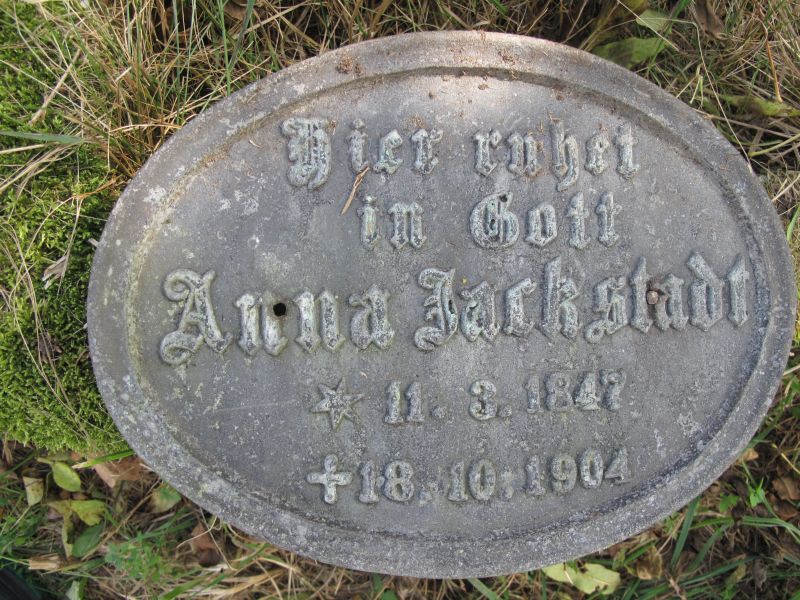 Hier ruhet
in Gott
Anna Jackstadt
* 11. 3. 1847
✝ 18. 10. 1904